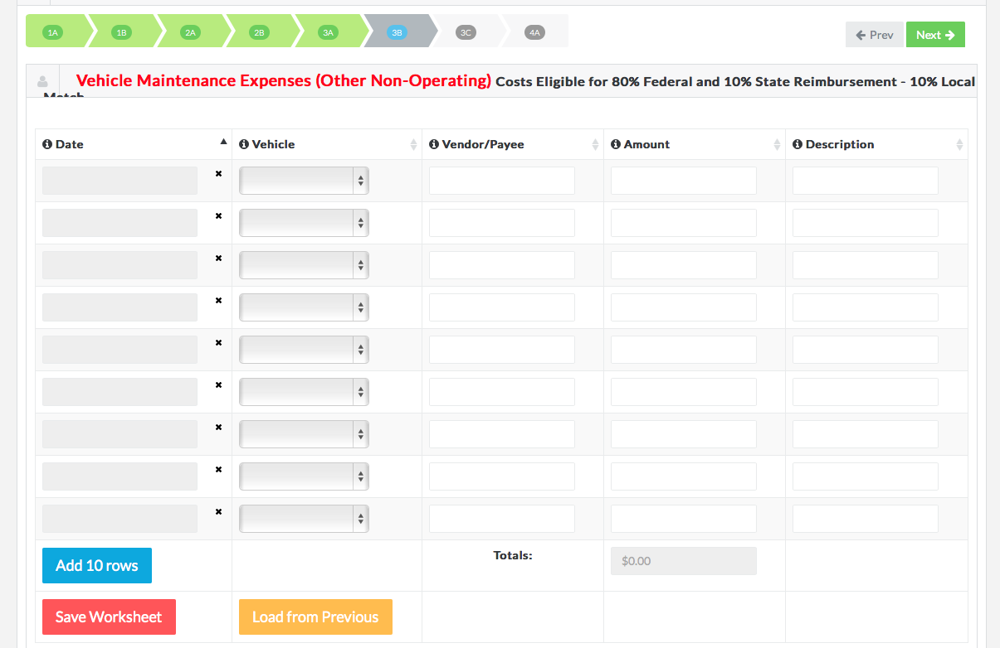 1A 1B 2A 2B 3A 3B 3C 4A
Prev Next
Vehicle Maintenance Expenses (Other Non-Operating) Costs Eligible for 80% Federal and 10% State Reimbursement - 10% Local
Match
Date Vehicle Vendor/Payee Amount Description
Add 10 rows Totals: $0.00
Save Worksheet Load from Previous